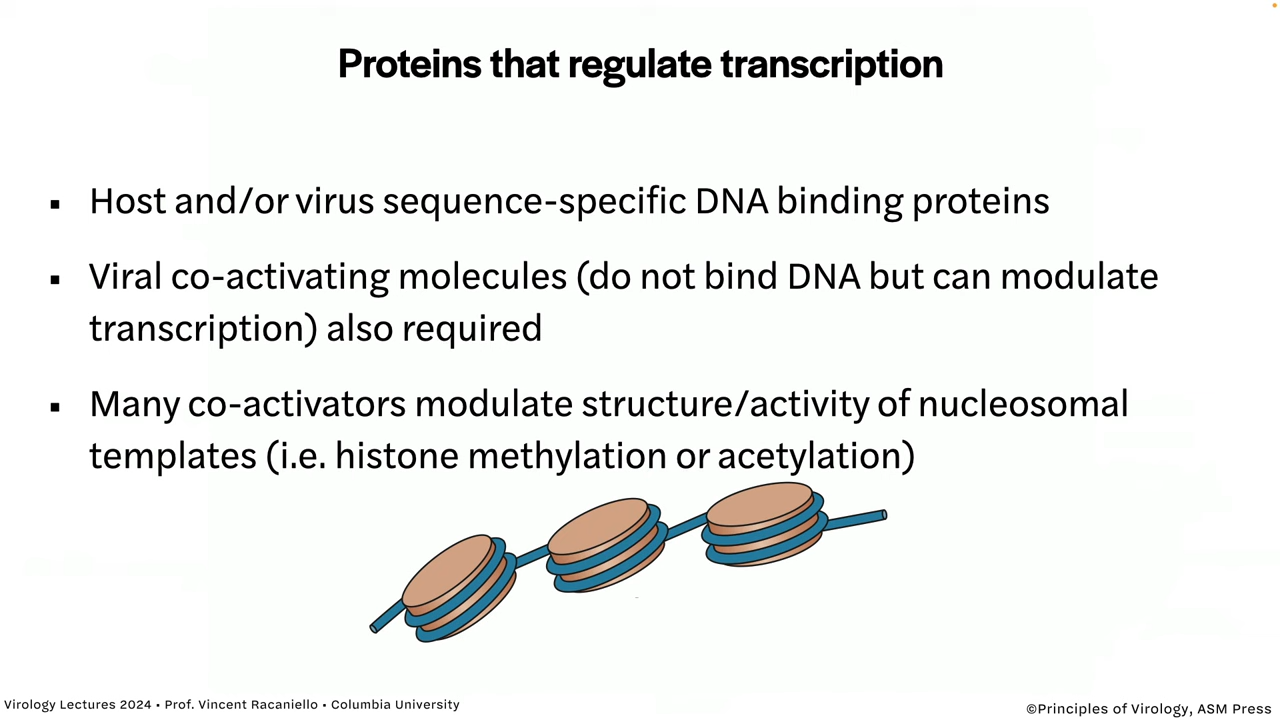 Proteins that regulate transcription
▪ Host and/or virus sequence-specific DNA binding proteins
▪ Viral co-activating molecules (do not bind DNA but can modulate
transcription) also required
▪ Many co-activators modulate structure/activity of nucleosomal
templates (i.e. histone methylation or acetylation)
Virology Lectures 2024 • Prof. Vincent Racaniello • Columbia University
©Principles of Virology, ASM Press